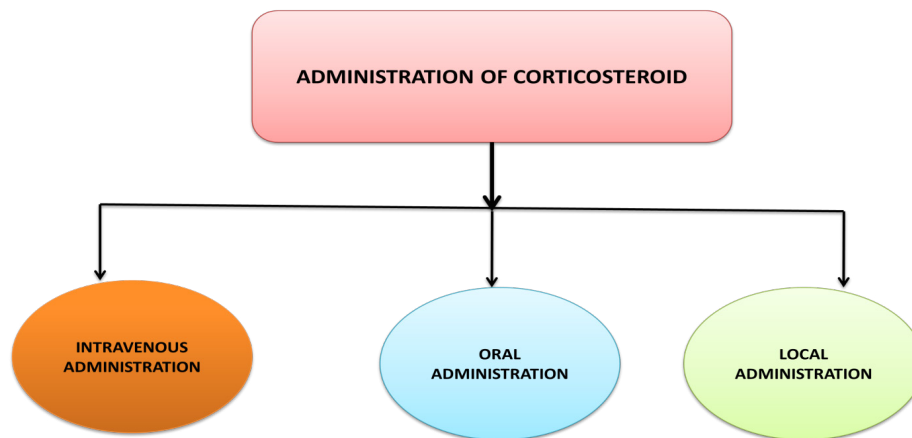 ADMINISTRATION OF CORTICOSTEROID
INTRAVENOUS
ADMINISTRATION
ORAL
ADMINISTRATION
LOCAL
ADMINISTRATION